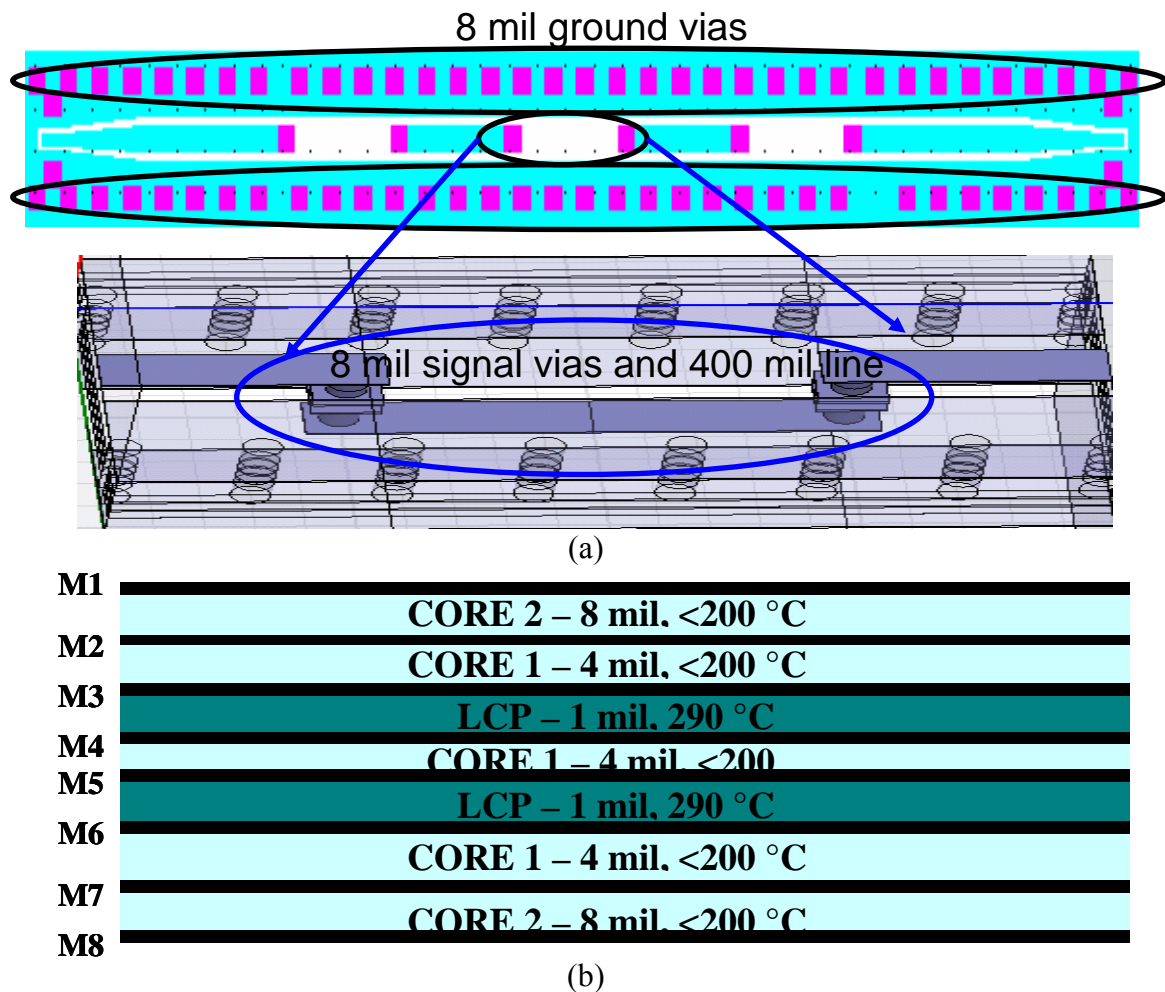 8 mil ground vias
8 mil signal vias and 400 mil line
(a)
M1
CORE 2 – 8 mil, <200 °C
M2
CORE 1 – 4 mil, <200 °C
M3
LCP – 1 mil, 290 °C
M4
CORE 1 – 4 mil, <200
M5
LCP – 1 mil, 290 °C
M6
CORE 1 – 4 mil, <200 °C
M7
CORE 2 – 8 mil, <200 °C
M8
(b)